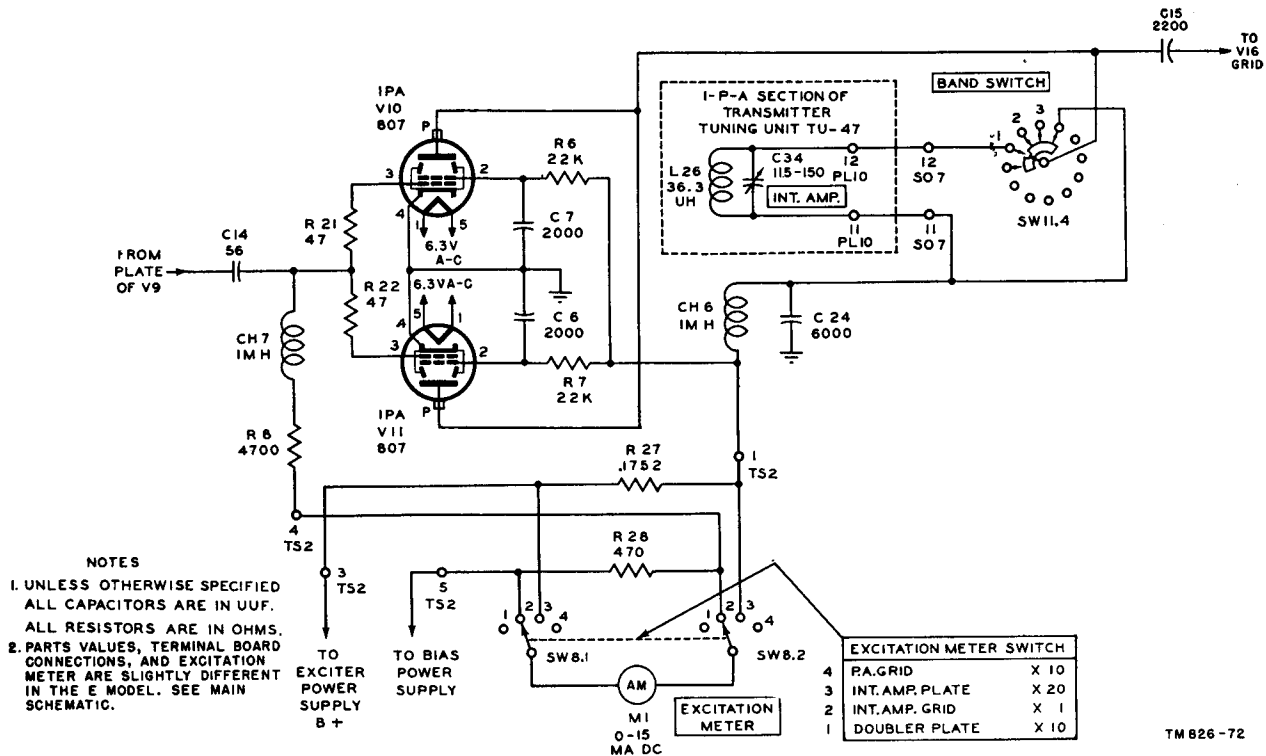 C15
2200
TO
V16
GRID
BAND SWITCH
1
2
3
SW11.4
I-P-A SECTION OF
TRANSMITTER
TUNING UNIT TU-47
L26
36.3
UH
C34
11.5-150
INT. AMP.
12
PL10
12
SO7
11
PL10
11
SO7
IPA
V10
807
P
3
2
4
1
5
6.3V
A-C
R6
22K
C7
2000
R21
47
C14
56
FROM
PLATE
OF V9
R22
47
6.3VA-C
5
1
4
3
2
C6
2000
R7
22K
P
IPA
V11
807
CH7
1MH
R8
4700
CH6
1MH
C24
6000
R27
.1752
1
TS2
4
TS2
R28
470
3
TS2
5
TS2
1
2
3
4
SW8.1
1
2
3
4
SW8.2
TO
EXCITER
POWER
SUPPLY
B+
TO BIAS
POWER
SUPPLY
AM
M1
0-15
MA DC
EXCITATION
METER
NOTES
1. UNLESS OTHERWISE SPECIFIED
ALL CAPACITORS ARE IN UUF.
ALL RESISTORS ARE IN OHMS.
2. PARTS VALUES, TERMINAL BOARD
CONNECTIONS, AND EXCITATION
METER ARE SLIGHTLY DIFFERENT
IN THE E MODEL. SEE MAIN
SCHEMATIC.
EXCITATION METER SWITCH
4 P.A.GRID X 10
3 INT.AMP.PLATE X 20
2 INT.AMP.GRID X 1
1 DOUBLER PLATE X 10
TM826-72